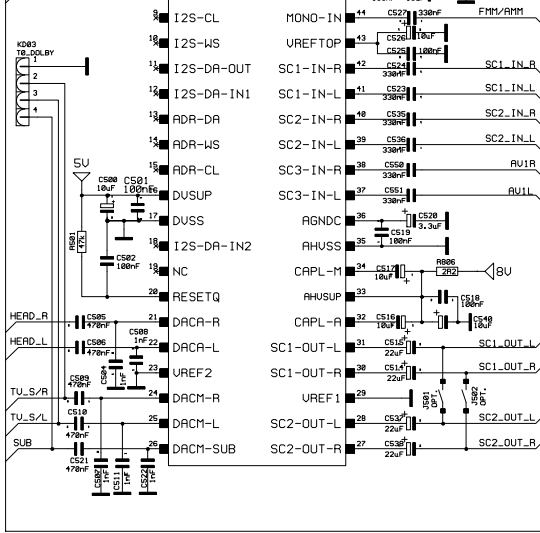 C527 330nF
FMM/AMM
9 I2S-CL
MONO-IN 44
C526 10uF
10 I2S-WS
VREFTOP 43
C525 100nF
KD03
TO_DOLBY
1
2
3
4
11 I2S-DA-OUT
SC1-IN-R 42
C524 330nF
SC1_IN_R
12 I2S-DA-IN1
SC1-IN-L 41
C523 330nF
SC1_IN_L
13 ADR-DA
SC2-IN-R 40
C535 330nF
SC2_IN_R
14 ADR-WS
SC2-IN-L 39
C536 330nF
SC2_IN_L
5V
15 ADR-CL
SC3-IN-R 38
C550 330nF
AV1R
C500 10uF
C501 100nF
16 DVSUP
SC3-IN-L 37
C551 330nF
AV1L
17 DVSS
AGNDC 36
C520 3.3uF
C519 100nF
R501 47k
18 I2S-DA-IN2
AHVSS 35
C502 100nF
19 NC
CAPL-M 34
C517 10uF
R806 2R2
8V
20 RESETQ
AHVSUP 33
C518 100nF
HEAD_R
C505 470nF
21 DACA-R
CAPL-A 32
C516 10uF
C540 10uF
HEAD_L
C506 470nF
C508 1nF
22 DACA-L
SC1-OUT-L 31
C515 22uF
SC1_OUT_L
C504 1nF
23 VREF2
SC1-OUT-R 30
C514 22uF
SC1_OUT_R
TV_S/R
C509 470nF
24 DACM-R
VREF1 29
J501 OPT.
J502 OPT.
TV_S/L
C510 470nF
25 DACM-L
SC2-OUT-L 28
C537 22uF
SC2_OUT_L
SUB
C521 470nF
26 DACM-SUB
SC2-OUT-R 27
C538 22uF
SC2_OUT_R
C507 1nF
C511 1nF
C522 1nF